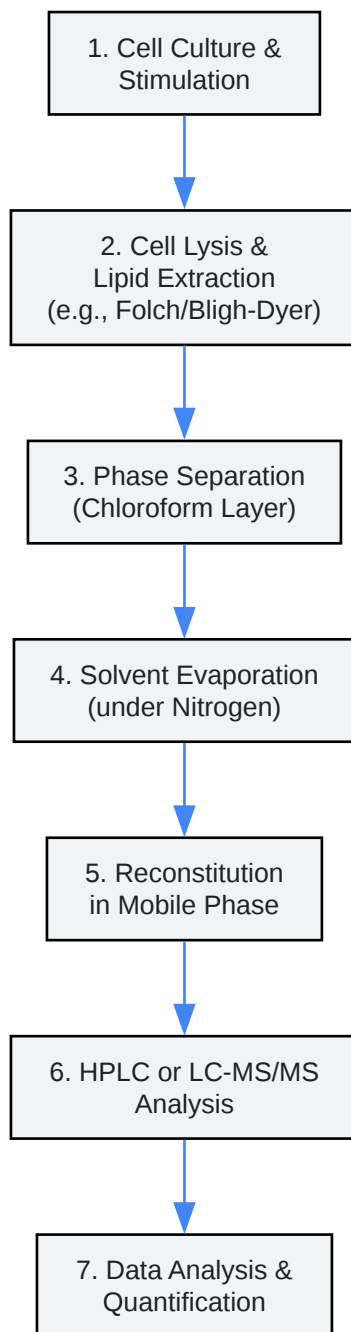 1. Cell Culture &
Stimulation
2. Cell Lysis &
Lipid Extraction
(e.g., Folch/Bligh-Dyer)
3. Phase Separation
(Chloroform Layer)
4. Solvent Evaporation
(under Nitrogen)
5. Reconstitution
in Mobile Phase
6. HPLC or LC-MS/MS
Analysis
7. Data Analysis &
Quantification